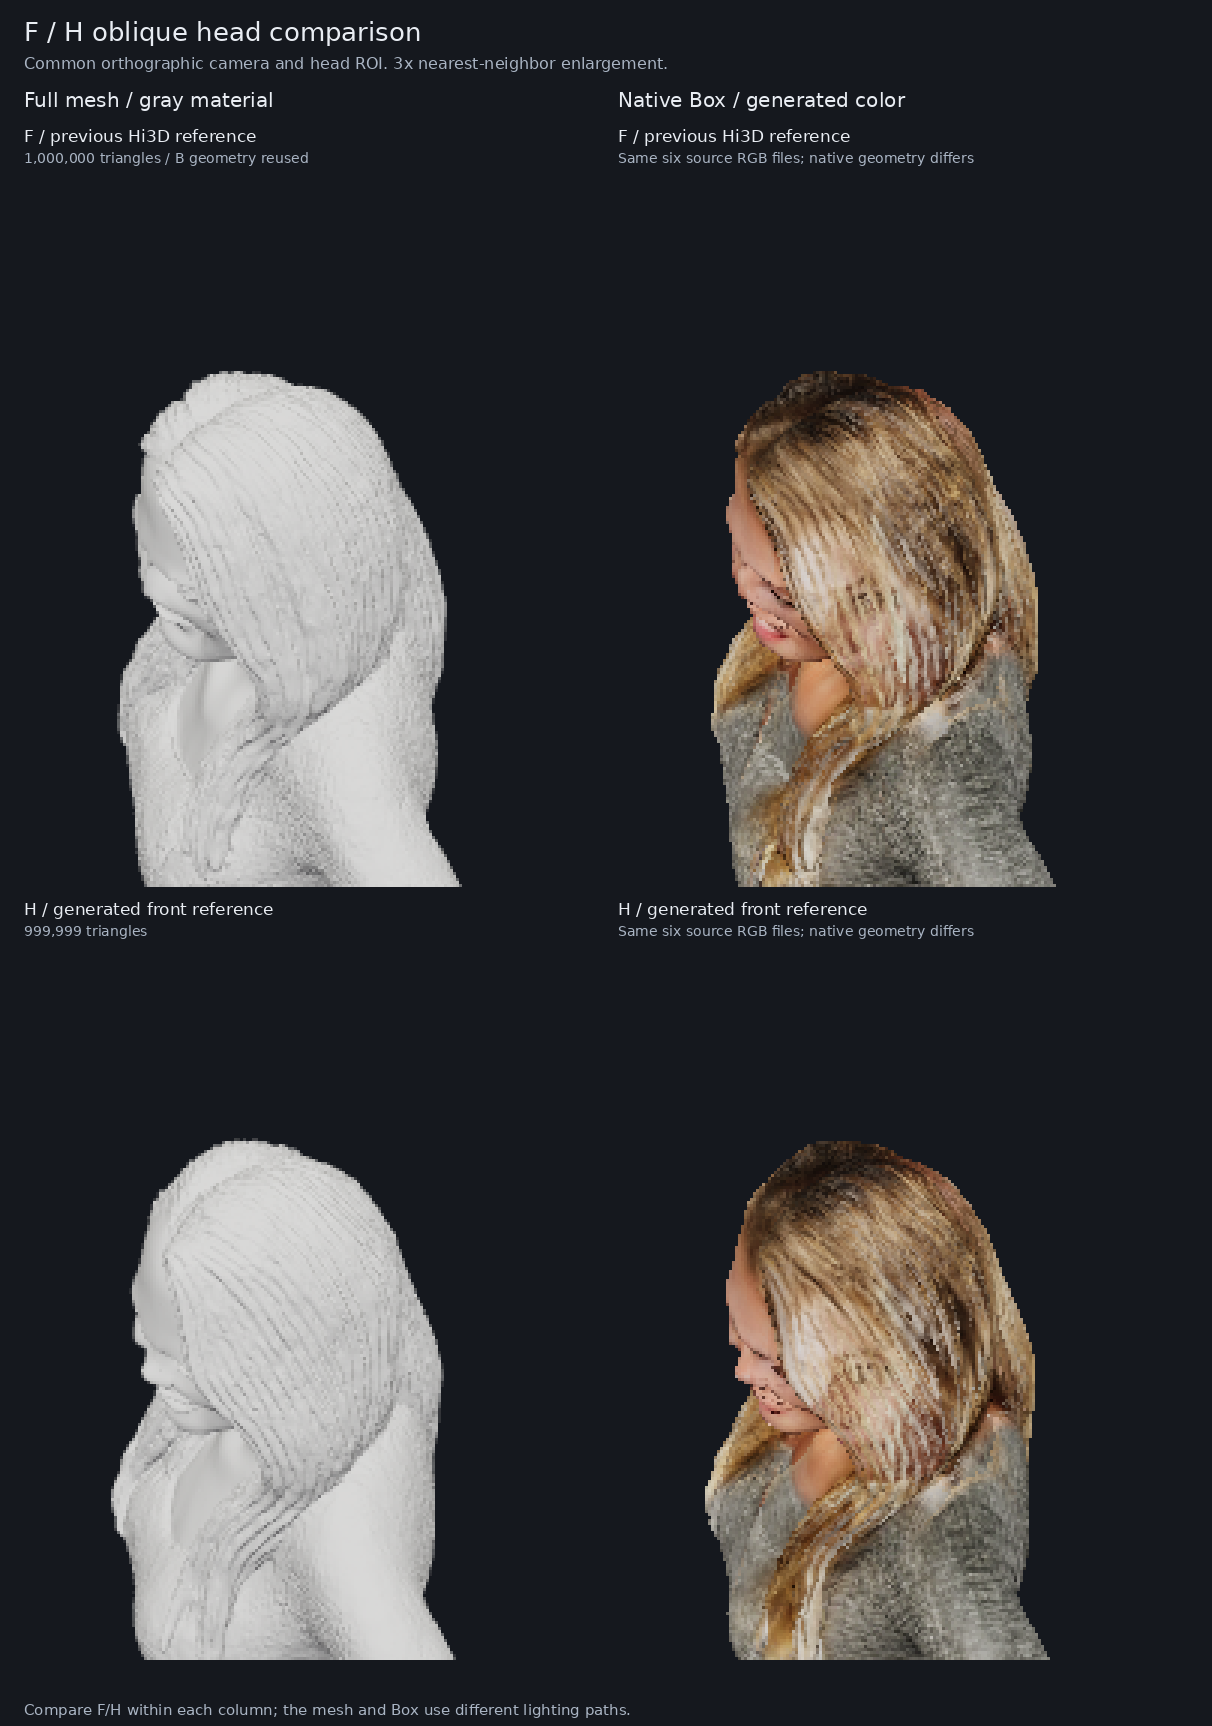 F / H oblique head comparison
Common orthographic camera and head ROI. 3x nearest-neighbor enlargement.
Full mesh / gray material
Native Box / generated color
F / previous Hi3D reference
1,000,000 triangles / B geometry reused
F / previous Hi3D reference
Same six source RGB files; native geometry differs
H / generated front reference
999,999 triangles
H / generated front reference
Same six source RGB files; native geometry differs
Compare F/H within each column; the mesh and Box use different lighting paths.